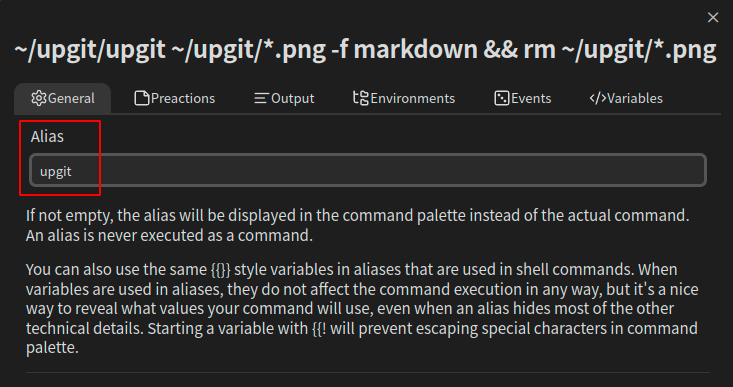 ~/upgit/upgit ~/upgit/*.png -f markdown && rm ~/upgit/*.png
General Preactions Output Environments Events Variables
Alias
upgit
If not empty, the alias will be displayed in the command palette instead of the actual command.
An alias is never executed as a command.
You can also use the same {{}} style variables in aliases that are used in shell commands. When
variables are used in aliases, they do not affect the command execution in any way, but it's a nice
way to reveal what values your command will use, even when an alias hides most of the other
technical details. Starting a variable with {{! will prevent escaping special characters in command
palette.